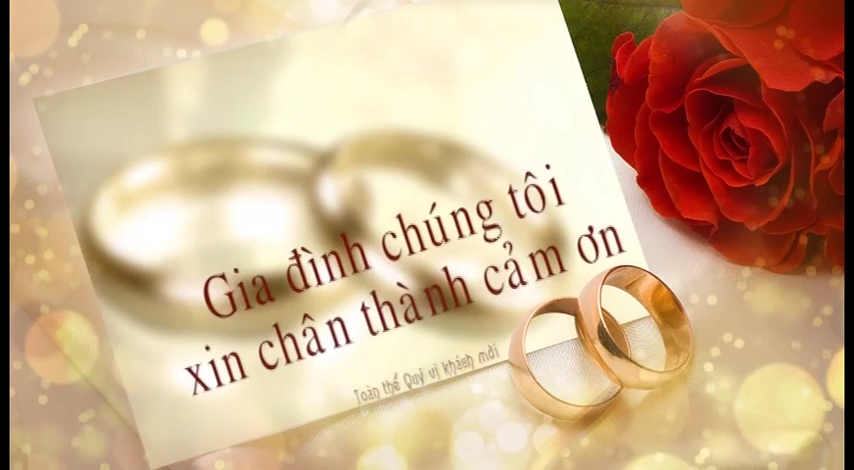 Gia đình chúng tôi
xin chân thành cảm ơn
Toàn thể Quý vị khách mời